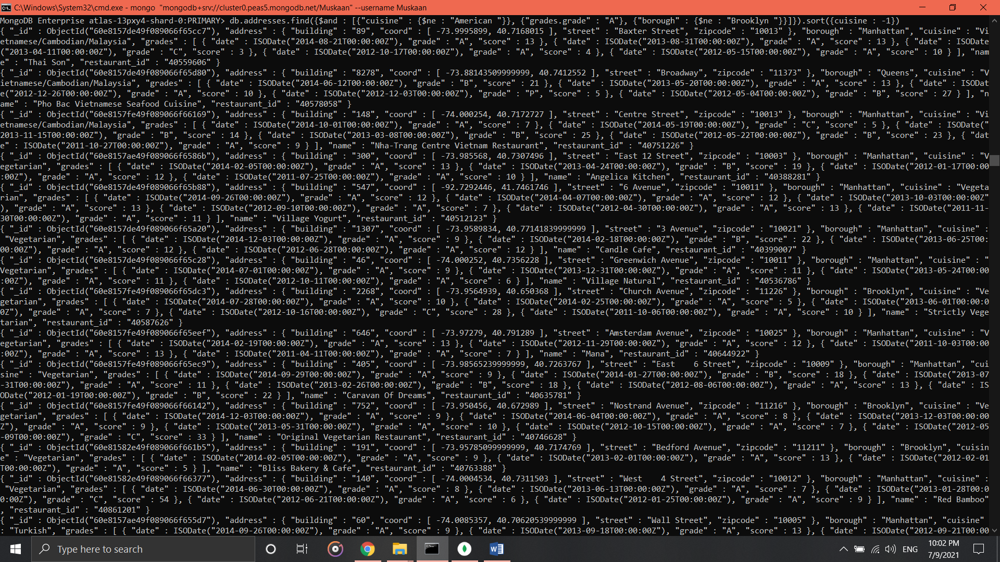 C:\Windows\System32\cmd.exe - mongo "mongodb+srv://cluster0.peas5.mongodb.net/Muskaan" --username Muskaan
MongoDB Enterprise atlas-13pxy4-shard-0:PRIMARY> db.addresses.find({$and : [{"cuisine" : {$ne : "American "}}, {"grades.grade" : "A"}, {"borough" : {$ne : "Brooklyn "}}]}).sort({cuisine : -1})
{ "_id" : ObjectId("60e8157de49f089066f65cc7"), "address" : { "building" : "89", "coord" : [ -73.9995899, 40.7168015 ], "street" : "Baxter Street", "zipcode" : "10013" }, "borough" : "Manhattan", "cuisine" : "Vi
etnamese/Cambodian/Malaysia", "grades" : [ { "date" : ISODate("2014-08-21T00:00:00Z"), "grade" : "A", "score" : 13 }, { "date" : ISODate("2013-08-31T00:00:00Z"), "grade" : "A", "score" : 13 }, { "date" : ISODate
("2013-04-11T00:00:00Z"), "grade" : "C", "score" : 3 }, { "date" : ISODate("2012-10-17T00:00:00Z"), "grade" : "A", "score" : 4 }, { "date" : ISODate("2012-05-15T00:00:00Z"), "grade" : "A", "score" : 10 } ], "nam
e" : "Thai Son", "restaurant_id" : "40559606" }
{ "_id" : ObjectId("60e8157de49f089066f65d80"), "address" : { "building" : "8278", "coord" : [ -73.88143509999999, 40.7412552 ], "street" : "Broadway", "zipcode" : "11373" }, "borough" : "Queens", "cuisine" : "V
ietnamese/Cambodian/Malaysia", "grades" : [ { "date" : ISODate("2014-06-12T00:00:00Z"), "grade" : "B", "score" : 21 }, { "date" : ISODate("2013-05-20T00:00:00Z"), "grade" : "A", "score" : 13 }, { "date" : ISODat
e("2012-12-26T00:00:00Z"), "grade" : "A", "score" : 10 }, { "date" : ISODate("2012-12-03T00:00:00Z"), "grade" : "P", "score" : 5 }, { "date" : ISODate("2012-05-04T00:00:00Z"), "grade" : "B", "score" : 27 } ], "n
ame" : "Pho Bac Vietnamese Seafood Cuisine", "restaurant_id" : "40578058" }
{ "_id" : ObjectId("60e8157de49f089066f66169"), "address" : { "building" : "148", "coord" : [ -74.000254, 40.7172727 ], "street" : "Centre Street", "zipcode" : "10013" }, "borough" : "Manhattan", "cuisine" : "Vi
etnamese/Cambodian/Malaysia", "grades" : [ { "date" : ISODate("2014-10-01T00:00:00Z"), "grade" : "A", "score" : 7 }, { "date" : ISODate("2014-05-19T00:00:00Z"), "grade" : "C", "score" : 5 }, { "date" : ISODate("
2013-11-15T00:00:00Z"), "grade" : "B", "score" : 14 }, { "date" : ISODate("2013-03-08T00:00:00Z"), "grade" : "B", "score" : 25 }, { "date" : ISODate("2012-05-22T00:00:00Z"), "grade" : "B", "score" : 23 }, { "dat
e" : ISODate("2011-10-27T00:00:00Z"), "grade" : "A", "score" : 9 } ], "name" : "Nha-Trang Centre Vietnam Restaurant", "restaurant_id" : "40751226" }
{ "_id" : ObjectId("60e8157ae49f089066f6586b"), "address" : { "building" : "300", "coord" : [ -73.985568, 40.7307496 ], "street" : "East 12 Street", "zipcode" : "10003" }, "borough" : "Manhattan", "cuisine" : "V
egetarian", "grades" : [ { "date" : ISODate("2014-02-05T00:00:00Z"), "grade" : "A", "score" : 13 }, { "date" : ISODate("2013-04-24T00:00:00Z"), "grade" : "B", "score" : 19 }, { "date" : ISODate("2012-01-17T00:00
:00Z"), "grade" : "A", "score" : 12 }, { "date" : ISODate("2011-07-25T00:00:00Z"), "grade" : "A", "score" : 10 } ], "name" : "Angelica Kitchen", "restaurant_id" : "40388281" }
{ "_id" : ObjectId("60e8157de49f089066f65b88"), "address" : { "building" : "547", "coord" : [ -92.7292446, 41.7461746 ], "street" : "6 Avenue", "zipcode" : "10011" }, "borough" : "Manhattan", "cuisine" : "Vegeta
rian", "grades" : [ { "date" : ISODate("2014-09-26T00:00:00Z"), "grade" : "A", "score" : 12 }, { "date" : ISODate("2014-04-07T00:00:00Z"), "grade" : "A", "score" : 12 }, { "date" : ISODate("2013-10-03T00:00:00Z"
), "grade" : "A", "score" : 13 }, { "date" : ISODate("2012-09-10T00:00:00Z"), "grade" : "A", "score" : 7 }, { "date" : ISODate("2012-04-30T00:00:00Z"), "grade" : "A", "score" : 13 }, { "date" : ISODate("2011-11-
30T00:00:00Z"), "grade" : "A", "score" : 11 } ], "name" : "Village Yogurt", "restaurant_id" : "40512123" }
{ "_id" : ObjectId("60e8157de49f089066f65a20"), "address" : { "building" : "1307", "coord" : [ -73.9589834, 40.77141839999999 ], "street" : "3 Avenue", "zipcode" : "10021" }, "borough" : "Manhattan", "cuisine" :
 "Vegetarian", "grades" : [ { "date" : ISODate("2014-12-03T00:00:00Z"), "grade" : "A", "score" : 9 }, { "date" : ISODate("2014-02-18T00:00:00Z"), "grade" : "B", "score" : 22 }, { "date" : ISODate("2013-06-25T00:
00:00Z"), "grade" : "A", "score" : 12 }, { "date" : ISODate("2012-06-28T00:00:00Z"), "grade" : "A", "score" : 12 } ], "name" : "Candle Cafe", "restaurant_id" : "40399007" }
{ "_id" : ObjectId("60e8157de49f089066f65c28"), "address" : { "building" : "46", "coord" : [ -74.000252, 40.7356228 ], "street" : "Greenwich Avenue", "zipcode" : "10011" }, "borough" : "Manhattan", "cuisine" : "
Vegetarian", "grades" : [ { "date" : ISODate("2014-07-01T00:00:00Z"), "grade" : "A", "score" : 9 }, { "date" : ISODate("2013-12-31T00:00:00Z"), "grade" : "A", "score" : 11 }, { "date" : ISODate("2013-05-24T00:00
:00Z"), "grade" : "A", "score" : 11 }, { "date" : ISODate("2012-10-11T00:00:00Z"), "grade" : "A", "score" : 6 } ], "name" : "Village Natural", "restaurant_id" : "40536786" }
{ "_id" : ObjectId("60e8157fe49f089066f65dc3"), "address" : { "building" : "2268", "coord" : [ -73.9564939, 40.650368 ], "street" : "Church Avenue", "zipcode" : "11226" }, "borough" : "Brooklyn", "cuisine" : "Ve
getarian", "grades" : [ { "date" : ISODate("2014-07-28T00:00:00Z"), "grade" : "A", "score" : 10 }, { "date" : ISODate("2014-02-25T00:00:00Z"), "grade" : "A", "score" : 5 }, { "date" : ISODate("2013-06-01T00:00:0
0Z"), "grade" : "A", "score" : 7 }, { "date" : ISODate("2012-10-16T00:00:00Z"), "grade" : "C", "score" : 28 }, { "date" : ISODate("2011-10-06T00:00:00Z"), "grade" : "A", "score" : 10 } ], "name" : "Strictly Vege
tarian", "restaurant_id" : "40587626" }
{ "_id" : ObjectId("60e8157fe49f089066f65eef"), "address" : { "building" : "646", "coord" : [ -73.97279, 40.791289 ], "street" : "Amsterdam Avenue", "zipcode" : "10025" }, "borough" : "Manhattan", "cuisine" : "V
egetarian", "grades" : [ { "date" : ISODate("2014-02-19T00:00:00Z"), "grade" : "A", "score" : 13 }, { "date" : ISODate("2012-11-29T00:00:00Z"), "grade" : "A", "score" : 12 }, { "date" : ISODate("2011-10-03T00:00
:00Z"), "grade" : "A", "score" : 13 }, { "date" : ISODate("2011-04-11T00:00:00Z"), "grade" : "A", "score" : 7 } ], "name" : "Mana", "restaurant_id" : "40644922" }
{ "_id" : ObjectId("60e8157fe49f089066f65ec9"), "address" : { "building" : "405", "coord" : [ -73.98565239999999, 40.7263767 ], "street" : "East    6 Street", "zipcode" : "10009" }, "borough" : "Manhattan", "cui
sine" : "Vegetarian", "grades" : [ { "date" : ISODate("2014-09-29T00:00:00Z"), "grade" : "A", "score" : 9 }, { "date" : ISODate("2014-01-27T00:00:00Z"), "grade" : "B", "score" : 18 }, { "date" : ISODate("2013-07
-31T00:00:00Z"), "grade" : "A", "score" : 11 }, { "date" : ISODate("2013-02-26T00:00:00Z"), "grade" : "B", "score" : 18 }, { "date" : ISODate("2012-08-06T00:00:00Z"), "grade" : "A", "score" : 13 }, { "date" : IS
ODate("2012-01-19T00:00:00Z"), "grade" : "B", "score" : 22 } ], "name" : "Caravan Of Dreams", "restaurant_id" : "40635781" }
{ "_id" : ObjectId("60e8157fe49f089066f66142"), "address" : { "building" : "752", "coord" : [ -73.950456, 40.672989 ], "street" : "Nostrand Avenue", "zipcode" : "11216" }, "borough" : "Brooklyn", "cuisine" : "Ve
getarian", "grades" : [ { "date" : ISODate("2014-12-03T00:00:00Z"), "grade" : "A", "score" : 9 }, { "date" : ISODate("2014-06-04T00:00:00Z"), "grade" : "A", "score" : 8 }, { "date" : ISODate("2013-12-03T00:00:00
Z"), "grade" : "A", "score" : 9 }, { "date" : ISODate("2013-05-31T00:00:00Z"), "grade" : "A", "score" : 10 }, { "date" : ISODate("2012-10-15T00:00:00Z"), "grade" : "A", "score" : 7 }, { "date" : ISODate("2012-05
-09T00:00:00Z"), "grade" : "C", "score" : 33 } ], "name" : "Original Vegetarian Restaurant", "restaurant_id" : "40746628" }
{ "_id" : ObjectId("60e81582e49f089066f661b5"), "address" : { "building" : "191", "coord" : [ -73.95785099999999, 40.7174769 ], "street" : "Bedford Avenue", "zipcode" : "11211" }, "borough" : "Brooklyn", "cuisin
e" : "Vegetarian", "grades" : [ { "date" : ISODate("2014-02-05T00:00:00Z"), "grade" : "A", "score" : 9 }, { "date" : ISODate("2013-02-01T00:00:00Z"), "grade" : "A", "score" : 13 }, { "date" : ISODate("2012-02-01
T00:00:00Z"), "grade" : "A", "score" : 5 } ], "name" : "Bliss Bakery & Cafe", "restaurant_id" : "40763388" }
{ "_id" : ObjectId("60e81582e49f089066f66377"), "address" : { "building" : "140", "coord" : [ -74.0004534, 40.7311503 ], "street" : "West    4 Street", "zipcode" : "10012" }, "borough" : "Manhattan", "cuisine" :
 "Vegetarian", "grades" : [ { "date" : ISODate("2014-06-30T00:00:00Z"), "grade" : "A", "score" : 8 }, { "date" : ISODate("2013-06-13T00:00:00Z"), "grade" : "A", "score" : 7 }, { "date" : ISODate("2013-01-28T00:0
0:00Z"), "grade" : "C", "score" : 54 }, { "date" : ISODate("2012-06-21T00:00:00Z"), "grade" : "A", "score" : 6 }, { "date" : ISODate("2012-01-25T00:00:00Z"), "grade" : "A", "score" : 9 } ], "name" : "Red Bamboo"
, "restaurant_id" : "40861201" }
{ "_id" : ObjectId("60e8157ae49f089066f655d7"), "address" : { "building" : "60", "coord" : [ -74.0085357, 40.70620539999999 ], "street" : "Wall Street", "zipcode" : "10005" }, "borough" : "Manhattan", "cuisine"
: "Turkish", "grades" : [ { "date" : ISODate("2014-09-26T00:00:00Z"), "grade" : "A", "score" : 9 }, { "date" : ISODate("2013-09-18T00:00:00Z"), "grade" : "A", "score" : 13 }, { "date" : ISODate("2012-09-21T00:00
Type here to search
ENG
10:02 PM
7/9/2021